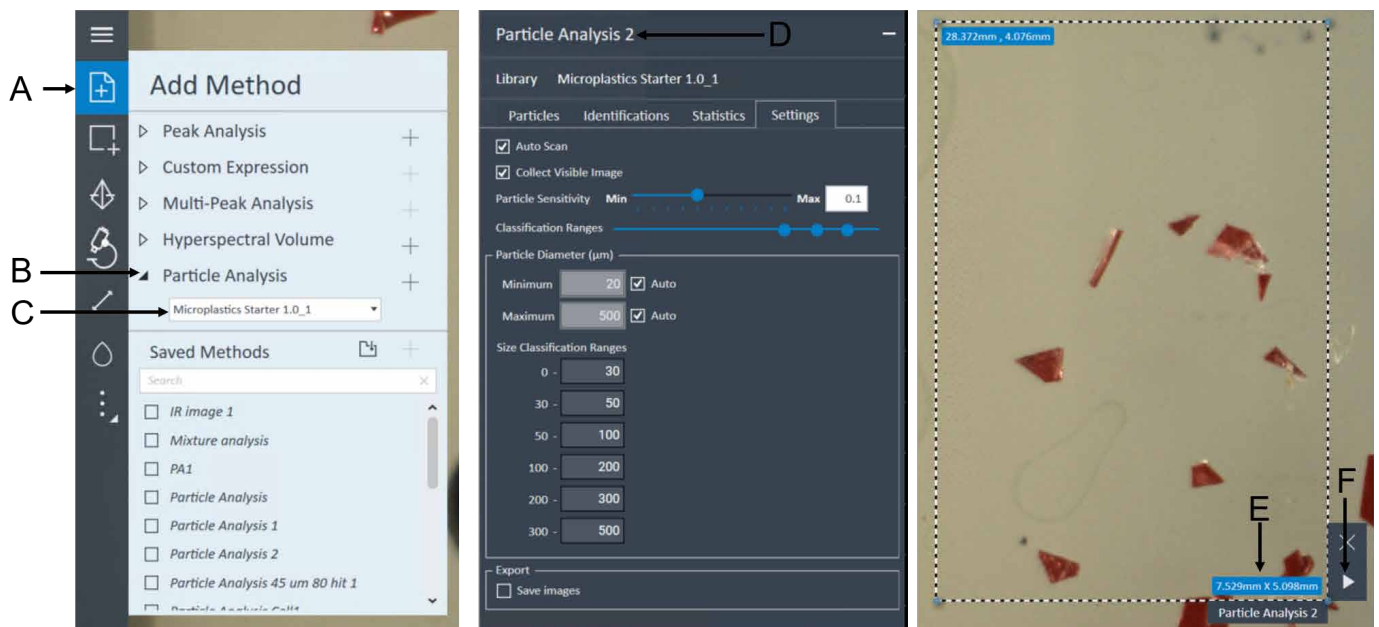 A
B
C
Add Method
Peak Analysis
Custom Expression
Multi-Peak Analysis
Hyperspectral Volume
Particle Analysis
Microplastics Starter 1.0_1
Saved Methods
Search
IR image 1
Mixture analysis
PA1
Particle Analysis
Particle Analysis 1
Particle Analysis 2
Particle Analysis 45 um 80 hit 1
Particle Analysis Cell1
Particle Analysis 2
D
Library Microplastics Starter 1.0_1
Particles Identifications Statistics Settings
Auto Scan
Collect Visible Image
Particle Sensitivity Min Max 0.1
Classification Ranges
Particle Diameter (µm)
Minimum 20 Auto
Maximum 500 Auto
Size Classification Ranges
0 - 30
30 - 50
50 - 100
100 - 200
200 - 300
300 - 500
Export
Save images
28.372mm , 4.076mm
E
F
7.529mm X 5.098mm
Particle Analysis 2